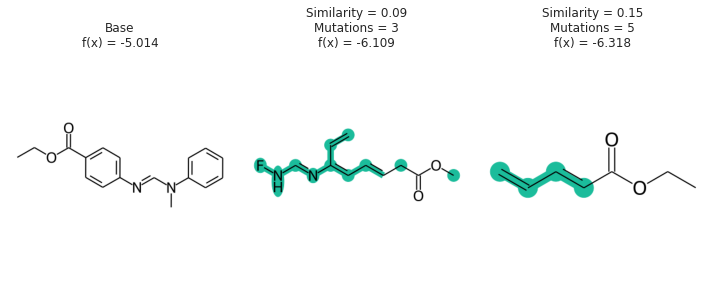 Base
f(x) = -5.014
Similarity = 0.09
Mutations = 3
f(x) = -6.109
Similarity = 0.15
Mutations = 5
f(x) = -6.318
O
O
N
N
F
N
H
N
O
O
O
O